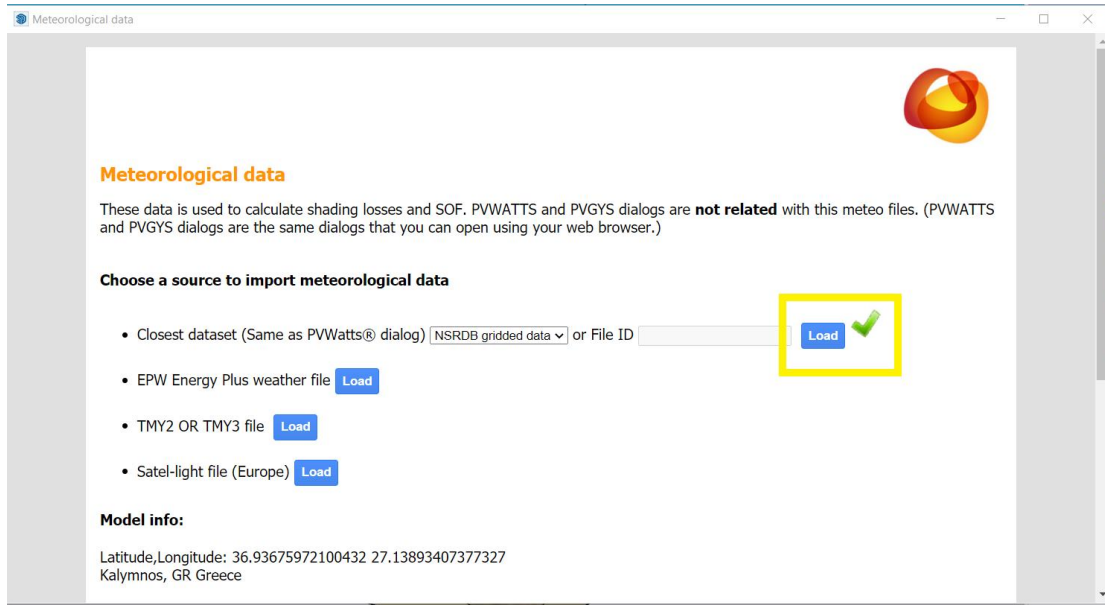 Meteorological data
Meteorological data
These data is used to calculate shading losses and SOF. PVWATTS and PVGYS dialogs are not related with this meteo files. (PVWATTS
and PVGYS dialogs are the same dialogs that you can open using your web browser.)
Choose a source to import meteorological data
• Closest dataset (Same as PVWatts® dialog) NSRDB gridded data or File ID Load
• EPW Energy Plus weather file Load
• TMY2 OR TMY3 file Load
• Satel-light file (Europe) Load
Model info:
Latitude,Longitude: 36.93675972100432 27.13893407377327
Kalymnos, GR Greece